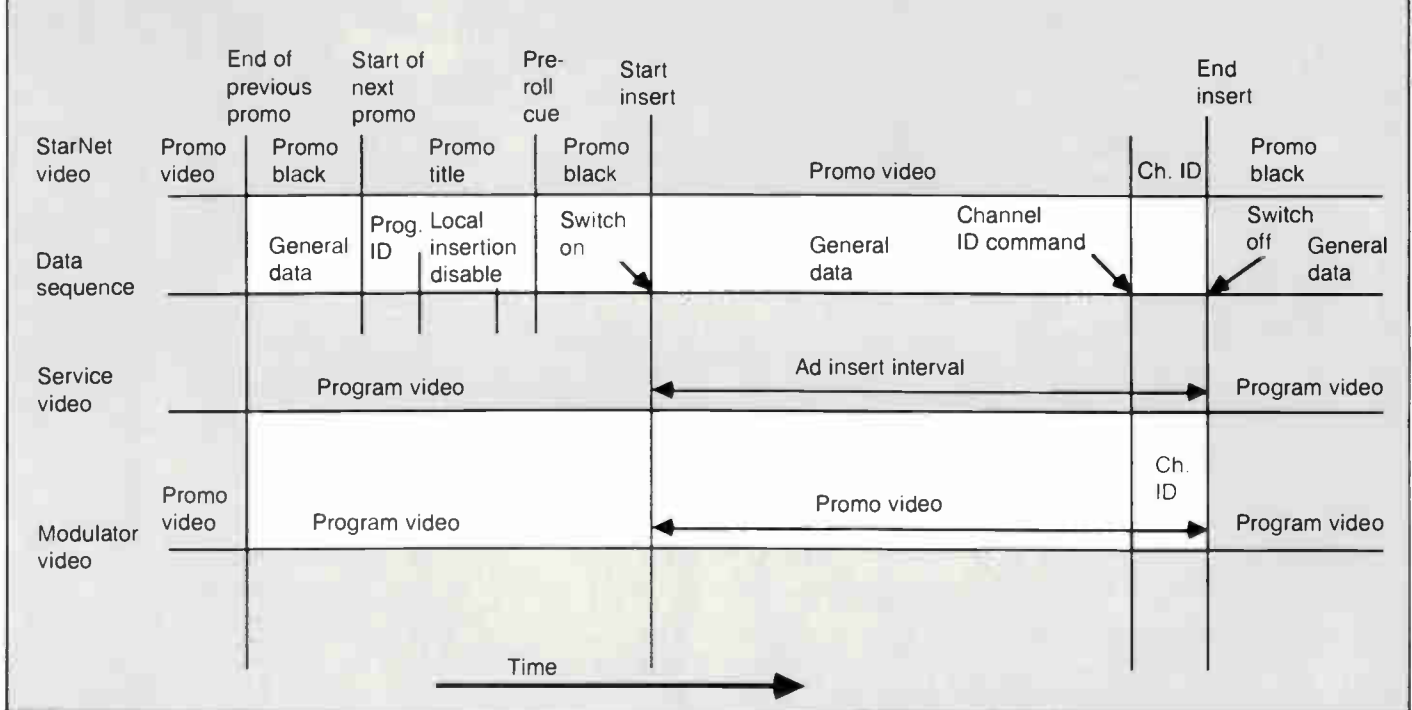 End of
previous
promo
Start of
next
promo
Pre-
roll
cue
Start
insert
End
insert
StarNet
video
Promo
video
Promo
black
Promo
title
Promo
black
Promo video
Ch. ID
Promo
black
Data
sequence
General
data
Prog.
ID
Local
insertion
disable
Switch
on
General
data
Channel
ID command
Switch
off
General
data
Service
video
Program video
Ad insert interval
Program video
Modulator
video
Promo
video
Program video
Promo video
Ch.
ID
Program video
Time